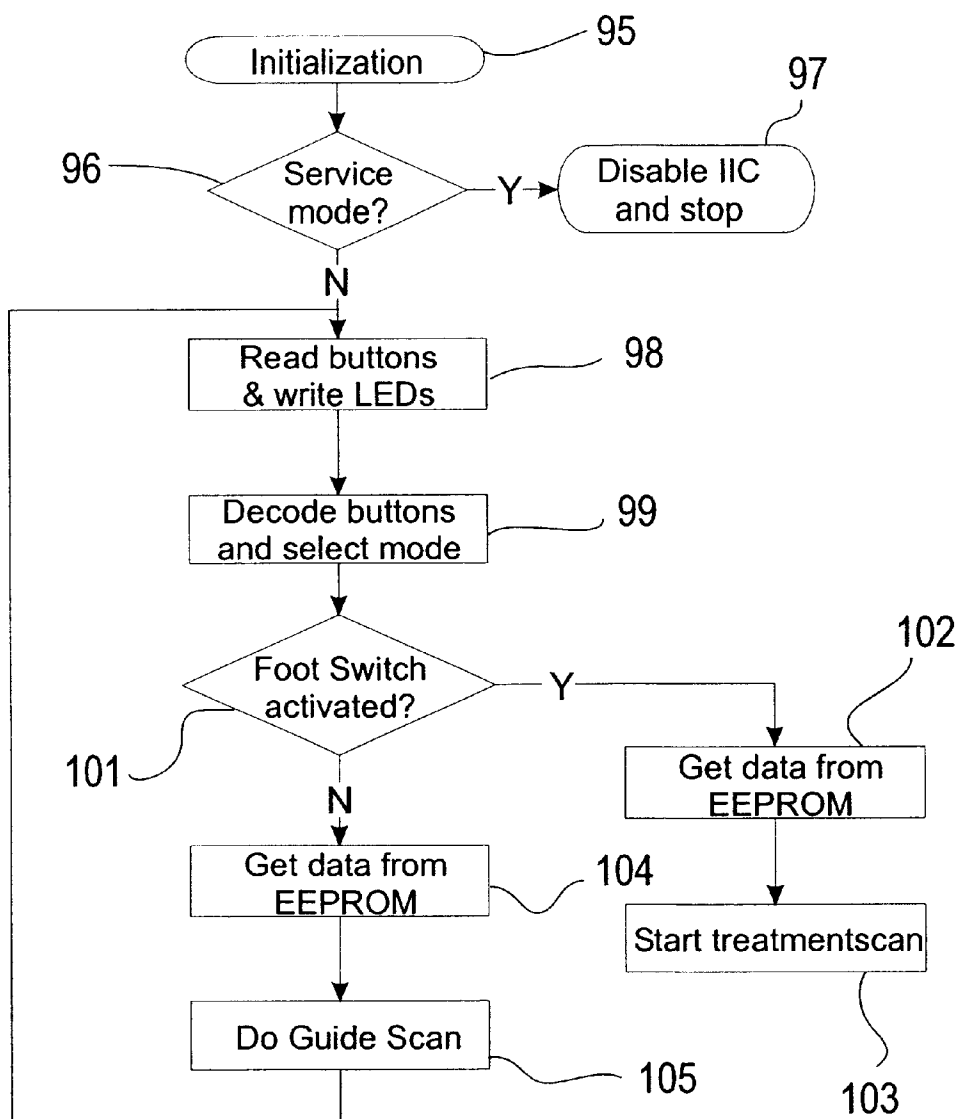 Initialization
95
97
96
Service
mode?
Y
Disable IIC
and stop
N
Read buttons
& write LEDs
98
Decode buttons
and select mode
99
Foot Switch
activated?
Y
102
101
N
Get data from
EEPROM
Get data from
EEPROM
104
Start treatmentscan
Do Guide Scan
105
103